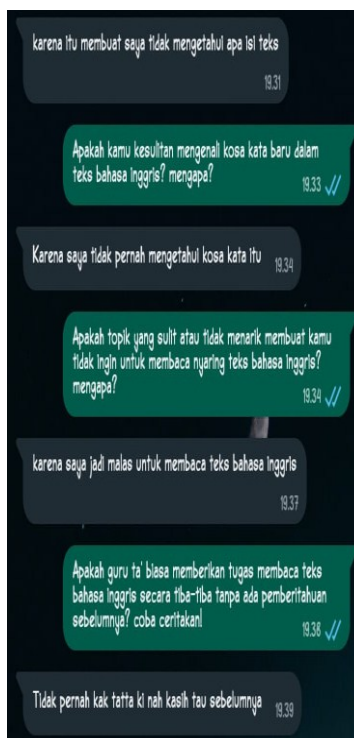 karena itu membuat saya tidak mengetahui apa isi teks
19.31
Apakah kamu kesulitan mengenali kosa kata baru dalam
teks bahasa inggris? mengapa?
19.33
Karena saya tidak pernah mengetahui kosa kata itu
19.34
Apakah topik yang sulit atau tidak menarik membuat kamu
tidak ingin untuk membaca nyaring teks bahasa inggris?
mengapa?
19.34
karena saya jadi malas untuk membaca teks bahasa inggris
19.37
Apakah guru ta' biasa memberikan tugas membaca teks
bahasa inggris secara tiba-tiba tanpa ada pemberitahuan
sebelumnya? coba ceritakan!
19.38
Tidak pernah kak tatta ki nah kasih tau sebelumnya
19.39